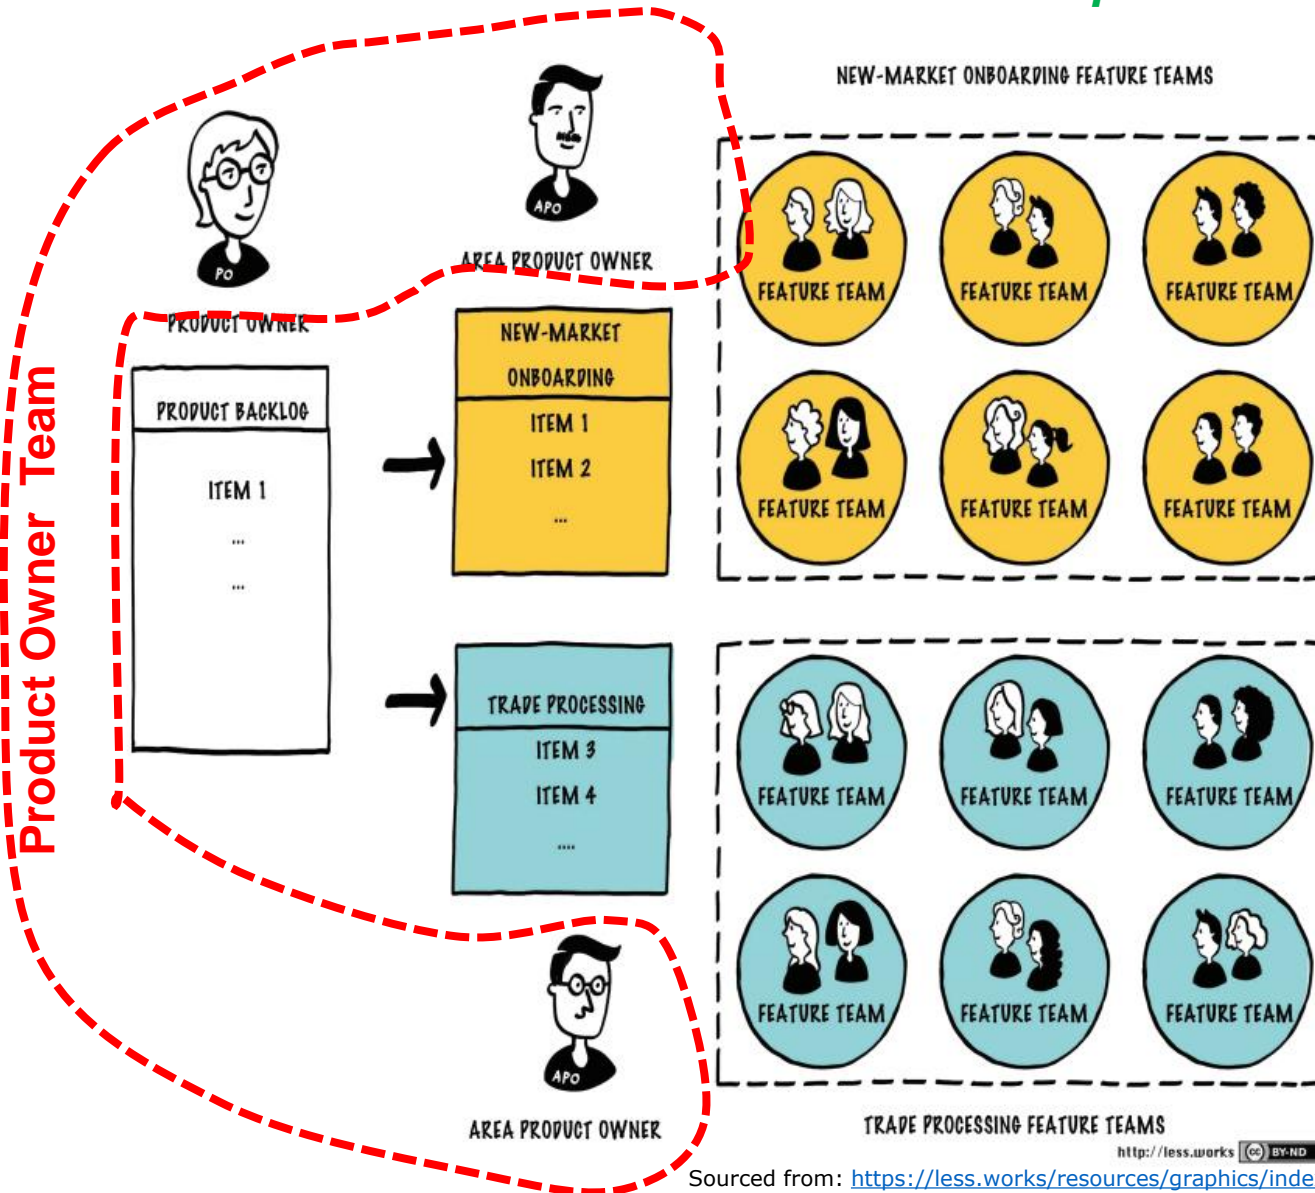 NEW-MARKET ONBOARDING FEATURE TEAMS
APO
AREA PRODUCT OWNER
PO
PRODUCT OWNER
Product Owner Team
PRODUCT BACKLOG
ITEM 1
...
...
NEW-MARKET
ONBOARDING
ITEM 1
ITEM 2
...
FEATURE TEAM
FEATURE TEAM
FEATURE TEAM
FEATURE TEAM
FEATURE TEAM
FEATURE TEAM
TRADE PROCESSING
ITEM 3
ITEM 4
....
FEATURE TEAM
FEATURE TEAM
FEATURE TEAM
FEATURE TEAM
FEATURE TEAM
FEATURE TEAM
APO
AREA PRODUCT OWNER
TRADE PROCESSING FEATURE TEAMS
http://less.works (cc) BY-ND
Sourced from: https://less.works/resources/graphics/inde